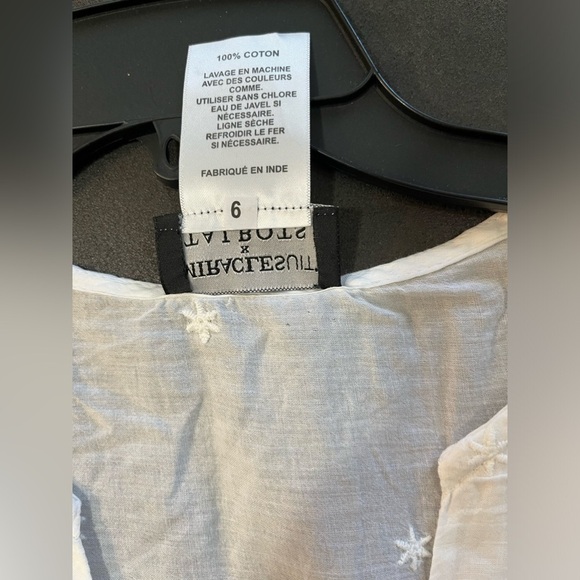 100% COTON
LAVAGE EN MACHINE
AVEC DES COULEURS
COMME.
UTILISER SANS CHLORE
EAU DE JAVEL SI
NÉCESSAIRE.
LIGNE SÈCHE
REFROIDIR LE FER
SI NÉCESSAIRE.
FABRIQUÉ EN INDE
6
TALBOTS
x
MIRACLESUIT